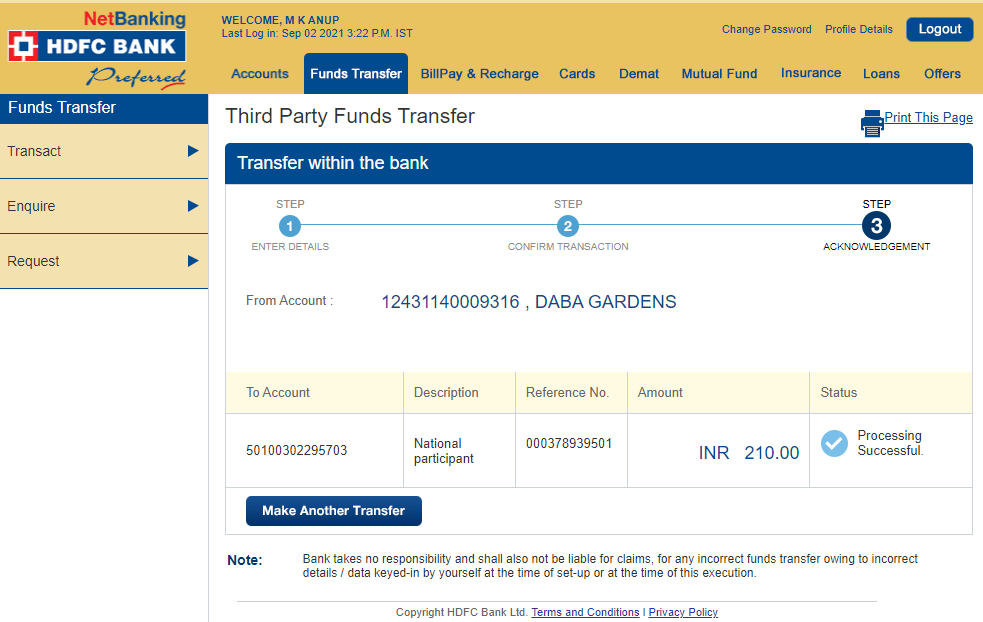 NetBanking
HDFC BANK
Preferred
WELCOME, M K ANUP
Last Log in: Sep 02 2021 3:22 P.M. IST
Change Password Profile Details Logout
Accounts Funds Transfer BillPay & Recharge Cards Demat Mutual Fund Insurance Loans Offers
Funds Transfer
Transact
Enquire
Request
Third Party Funds Transfer
Print This Page
Transfer within the bank
STEP STEP STEP
1 2 3
ENTER DETAILS CONFIRM TRANSACTION ACKNOWLEDGEMENT
From Account : 12431140009316 , DABA GARDENS
To Account Description Reference No. Amount Status
50100302295703 National participant 000378939501 INR 210.00 Processing Successful.
Make Another Transfer
Note: Bank takes no responsibility and shall also not be liable for claims, for any incorrect funds transfer owing to incorrect
details / data keyed-in by yourself at the time of set-up or at the time of this execution.
Copyright HDFC Bank Ltd. Terms and Conditions | Privacy Policy